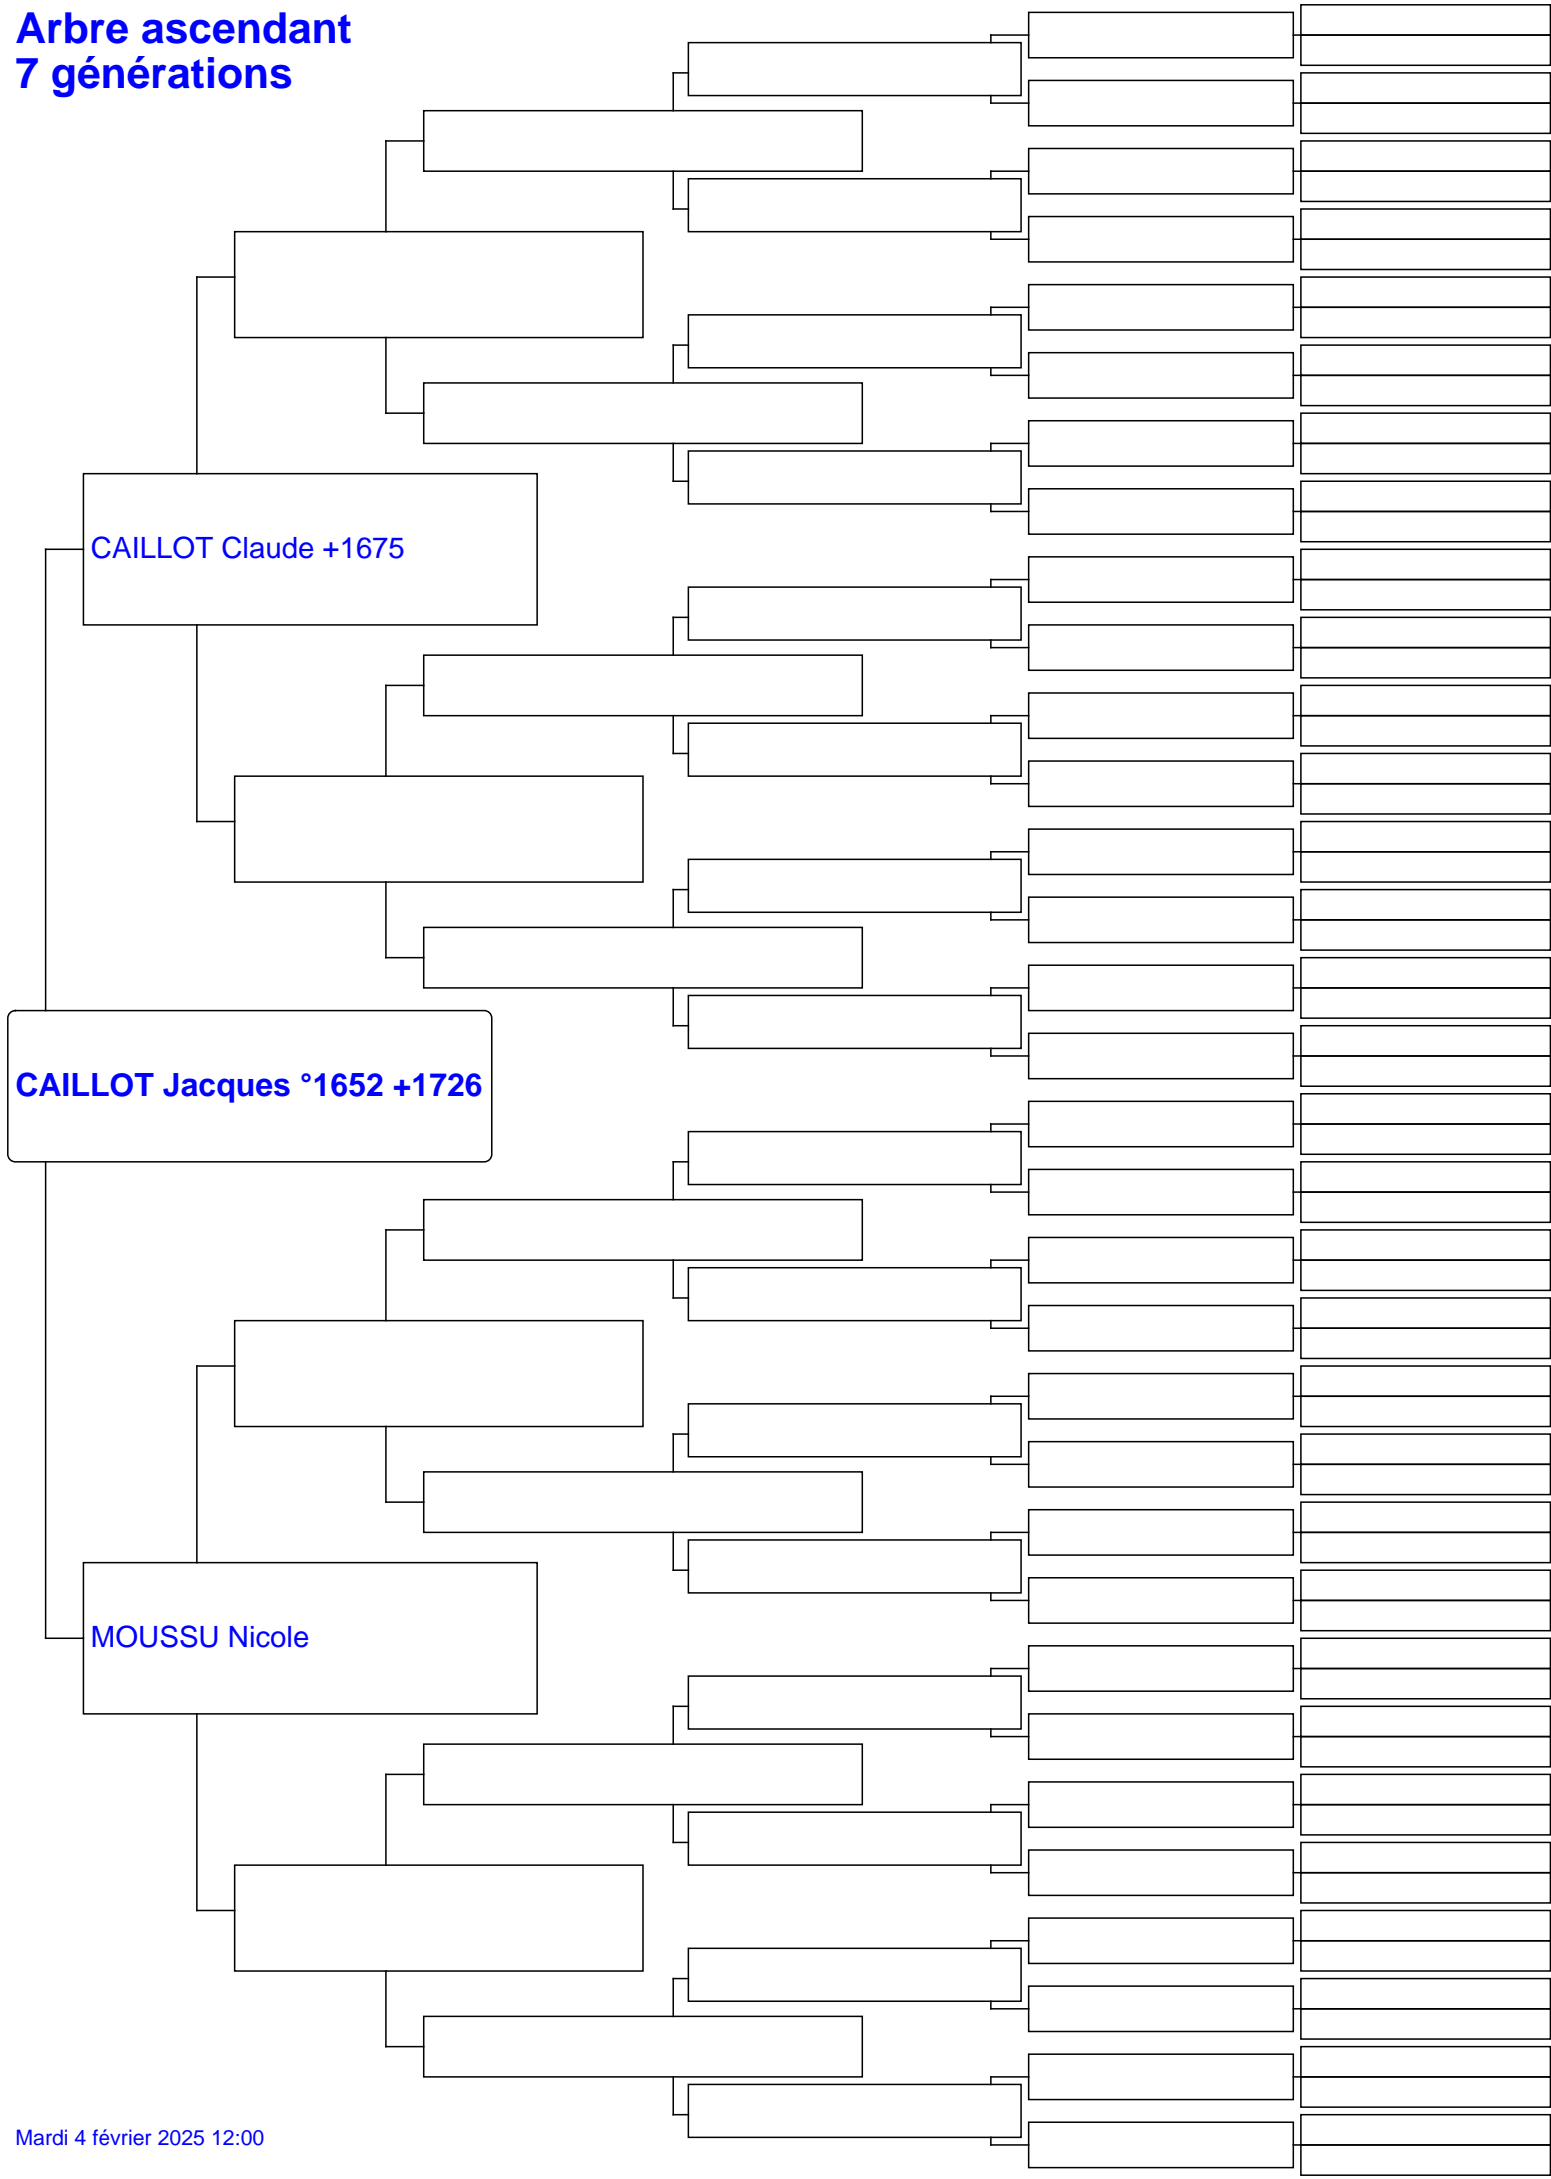 Arbre ascendant
7 générations
CAILLOT Claude +1675
CAILLOT Jacques °1652 +1726
MOUSSU Nicole
Mardi 4 février 2025 12:00